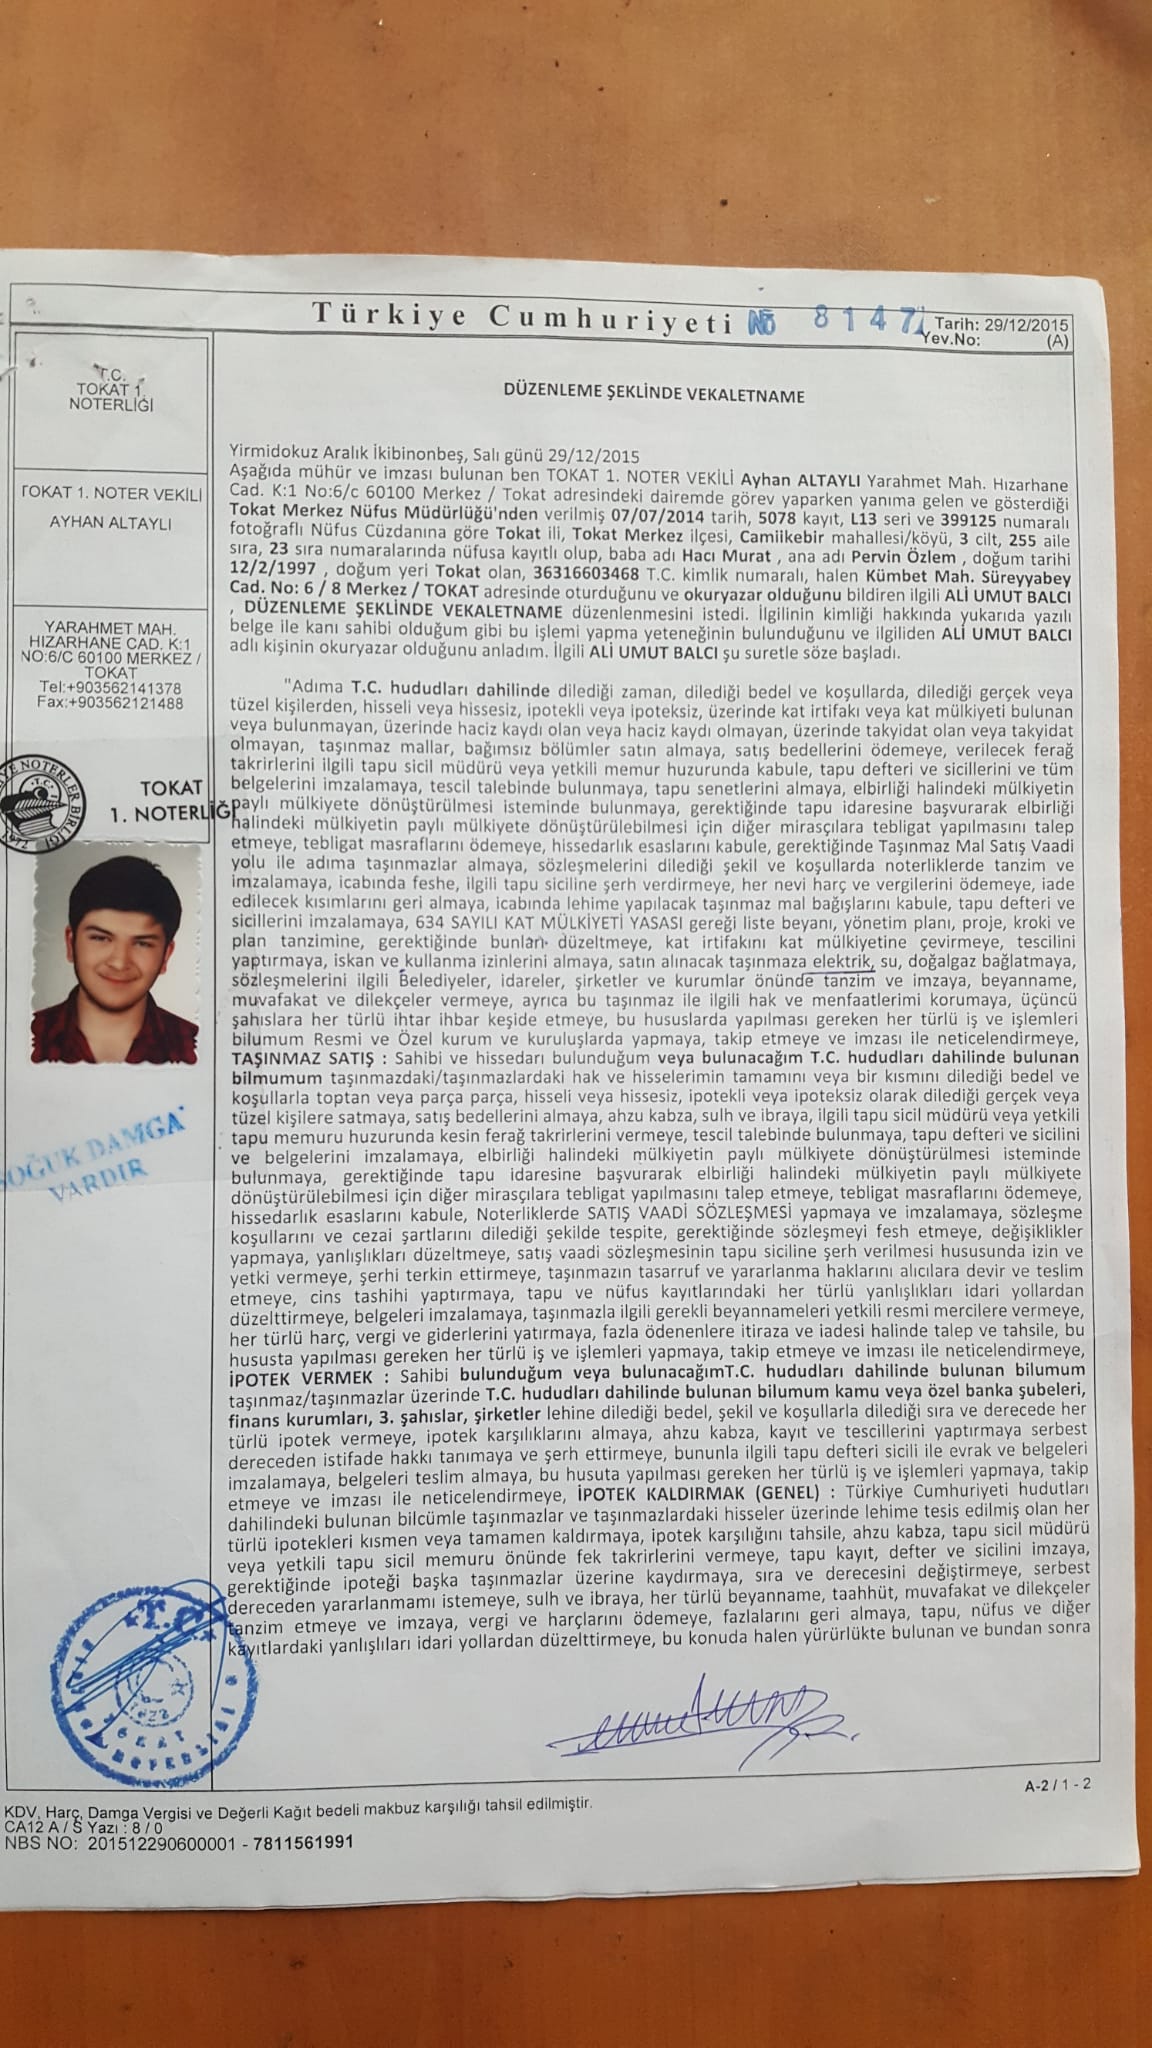 Türkiye Cumhuriyeti
No 8147
Tarih: 29/12/2015
Yev.No: (A)
T.C.
TOKAT 1.
NOTERLİĞİ
TOKAT 1. NOTER VEKİLİ
AYHAN ALTAYLI
YARAHMET MAH.
HIZARHANE CAD. K:1
NO:6/C 60100 MERKEZ /
TOKAT
Tel:+903562141378
Fax:+903562121488
TOKAT
1. NOTERLİĞİ
SOĞUK DAMGA
VARDIR
DÜZENLEME ŞEKLİNDE VEKALETNAME
Yirmidokuz Aralık İkibinonbeş, Salı günü 29/12/2015
Aşağıda mühür ve imzası bulunan ben TOKAT 1. NOTER VEKİLİ Ayhan ALTAYLI Yarahmet Mah. Hızarhane
Cad. K:1 No:6/c 60100 Merkez / Tokat adresindeki dairemde görev yaparken yanıma gelen ve gösterdiği
Tokat Merkez Nüfus Müdürlüğü'nden verilmiş 07/07/2014 tarih, 5078 kayıt, L13 seri ve 399125 numaralı
fotoğraflı Nüfus Cüzdanına göre Tokat ili, Tokat Merkez ilçesi, Camiikebir mahallesi/köyü, 3 cilt, 255 aile
sıra, 23 sıra numaralarında nüfusa kayıtlı olup, baba adı Hacı Murat , ana adı Pervin Özlem , doğum tarihi
12/2/1997 , doğum yeri Tokat olan, 36316603468 T.C. kimlik numaralı, halen Kümbet Mah. Süreyyabey
Cad. No: 6 / 8 Merkez / TOKAT adresinde oturduğunu ve okuryazar olduğunu bildiren ilgili ALİ UMUT BALCI
, DÜZENLEME ŞEKLİNDE VEKALETNAME düzenlenmesini istedi. İlgilinin kimliği hakkında yukarıda yazılı
belge ile kanı sahibi olduğum gibi bu işlemi yapma yeteneğinin bulunduğunu ve ilgiliden ALİ UMUT BALCI
adlı kişinin okuryazar olduğunu anladım. İlgili ALİ UMUT BALCI şu suretle söze başladı.
"Adıma T.C. hududları dahilinde dilediği zaman, dilediği bedel ve koşullarda, dilediği gerçek veya
tüzel kişilerden, hisseli veya hissesiz, ipotekli veya ipoteksiz, üzerinde kat irtifakı veya kat mülkiyeti bulunan
veya bulunmayan, üzerinde haciz kaydı olan veya haciz kaydı olmayan, üzerinde takyidat olan veya takyidat
olmayan, taşınmaz mallar, bağımsız bölümler satın almaya, satış bedellerini ödemeye, verilecek ferağ
takrirlerini ilgili tapu sicil müdürü veya yetkili memur huzurunda kabule, tapu defteri ve sicillerini ve tüm
belgelerini imzalamaya, tescil talebinde bulunmaya, tapu senetlerini almaya, elbirliği halindeki mülkiyetin
paylı mülkiyete dönüştürülmesi isteminde bulunmaya, gerektiğinde tapu idaresine başvurarak elbirliği
halindeki mülkiyetin paylı mülkiyete dönüştürülebilmesi için diğer mirasçılara tebligat yapılmasını talep
etmeye, tebligat masraflarını ödemeye, hissedarlık esaslarını kabule, gerektiğinde Taşınmaz Mal Satış Vaadi
yolu ile adıma taşınmazlar almaya, sözleşmelerini dilediği şekil ve koşullarda noterliklerde tanzim ve
imzalamaya, icabında feshe, ilgili tapu siciline şerh verdirmeye, her nevi harç ve vergilerini ödemeye, iade
edilecek kısımlarını geri almaya, icabında lehime yapılacak taşınmaz mal bağışlarını kabule, tapu defteri ve
sicillerini imzalamaya, 634 SAYILI KAT MÜLKİYETİ YASASI gereği liste beyanı, yönetim planı, proje, kroki ve
plan tanzimine, gerektiğinde bunları düzeltmeye, kat irtifakını kat mülkiyetine çevirmeye, tescilini
yaptırmaya, iskan ve kullanma izinlerini almaya, satın alınacak taşınmaza elektrik, su, doğalgaz bağlatmaya,
sözleşmelerini ilgili Belediyeler, idareler, şirketler ve kurumlar önünde tanzim ve imzaya, beyanname,
muvafakat ve dilekçeler vermeye, ayrıca bu taşınmaz ile ilgili hak ve menfaatlerimi korumaya, üçüncü
şahıslara her türlü ihtar ihbar keşide etmeye, bu hususlarda yapılması gereken her türlü iş ve işlemleri
bilumum Resmi ve Özel kurum ve kuruluşlarda yapmaya, takip etmeye ve imzası ile neticelendirmeye,
TAŞINMAZ SATIŞ : Sahibi ve hissedarı bulunduğum veya bulunacağım T.C. hududları dahilinde bulunan
bilmumum taşınmazdaki/taşınmazlardaki hak ve hisselerimin tamamını veya bir kısmını dilediği bedel ve
koşullarla toptan veya parça parça, hisseli veya hissesiz, ipotekli veya ipoteksiz olarak dilediği gerçek veya
tüzel kişilere satmaya, satış bedellerini almaya, ahzu kabza, sulh ve ibraya, ilgili tapu sicil müdürü veya yetkili
tapu memuru huzurunda kesin ferağ takrirlerini vermeye, tescil talebinde bulunmaya, tapu defteri ve sicilini
ve belgelerini imzalamaya, elbirliği halindeki mülkiyetin paylı mülkiyete dönüştürülmesi isteminde
bulunmaya, gerektiğinde tapu idaresine başvurarak elbirliği halindeki mülkiyetin paylı mülkiyete
dönüştürülebilmesi için diğer mirasçılara tebligat yapılmasını talep etmeye, tebligat masraflarını ödemeye,
hissedarlık esaslarını kabule, Noterliklerde SATIŞ VAADİ SÖZLEŞMESİ yapmaya ve imzalamaya, sözleşme
koşullarını ve cezai şartlarını dilediği şekilde tespite, gerektiğinde sözleşmeyi fesh etmeye, değişiklikler
yapmaya, yanlışlıkları düzeltmeye, satış vaadi sözleşmesinin tapu siciline şerh verilmesi hususunda izin ve
yetki vermeye, şerhi terkin ettirmeye, taşınmazın tasarruf ve yararlanma haklarını alıcılara devir ve teslim
etmeye, cins tashihi yaptırmaya, tapu ve nüfus kayıtlarındaki her türlü yanlışlıkları idari yollardan
düzelttirmeye, belgeleri imzalamaya, taşınmazla ilgili gerekli beyannameleri yetkili resmi mercilere vermeye,
her türlü harç, vergi ve giderlerini yatırmaya, fazla ödenenlere itiraza ve iadesi halinde talep ve tahsile, bu
hususta yapılması gereken her türlü iş ve işlemleri yapmaya, takip etmeye ve imzası ile neticelendirmeye,
İPOTEK VERMEK : Sahibi bulunduğum veya bulunacağımT.C. hududları dahilinde bulunan bilumum
taşınmaz/taşınmazlar üzerinde T.C. hududları dahilinde bulunan bilumum kamu veya özel banka şubeleri,
finans kurumları, 3. şahıslar, şirketler lehine dilediği bedel, şekil ve koşullarla dilediği sıra ve derecede her
türlü ipotek vermeye, ipotek karşılıklarını almaya, ahzu kabza, kayıt ve tescillerini yaptırmaya serbest
dereceden istifade hakkı tanımaya ve şerh ettirmeye, bununla ilgili tapu defteri sicili ile evrak ve belgeleri
imzalamaya, belgeleri teslim almaya, bu husuta yapılması gereken her türlü iş ve işlemleri yapmaya, takip
etmeye ve imzası ile neticelendirmeye, İPOTEK KALDIRMAK (GENEL) : Türkiye Cumhuriyeti hudutları
dahilindeki bulunan bilcümle taşınmazlar ve taşınmazlardaki hisseler üzerinde lehime tesis edilmiş olan her
türlü ipotekleri kısmen veya tamamen kaldırmaya, ipotek karşılığını tahsile, ahzu kabza, tapu sicil müdürü
veya yetkili tapu sicil memuru önünde fek takrirlerini vermeye, tapu kayıt, defter ve sicilini imzaya,
gerektiğinde ipoteği başka taşınmazlar üzerine kaydırmaya, sıra ve derecesini değiştirmeye, serbest
dereceden yararlanmamı istemeye, sulh ve ibraya, her türlü beyanname, taahhüt, muvafakat ve dilekçeler
tanzim etmeye ve imzaya, vergi ve harçlarını ödemeye, fazlalarını geri almaya, tapu, nüfus ve diğer
kayıtlardaki yanlışlıları idari yollardan düzelttirmeye, bu konuda halen yürürlükte bulunan ve bundan sonra
A-2 / 1 - 2
KDV, Harç, Damga Vergisi ve Değerli Kağıt bedeli makbuz karşılığı tahsil edilmiştir.
CA12 A / S Yazı : 8 / 0
NBS NO: 201512290600001 - 7811561991